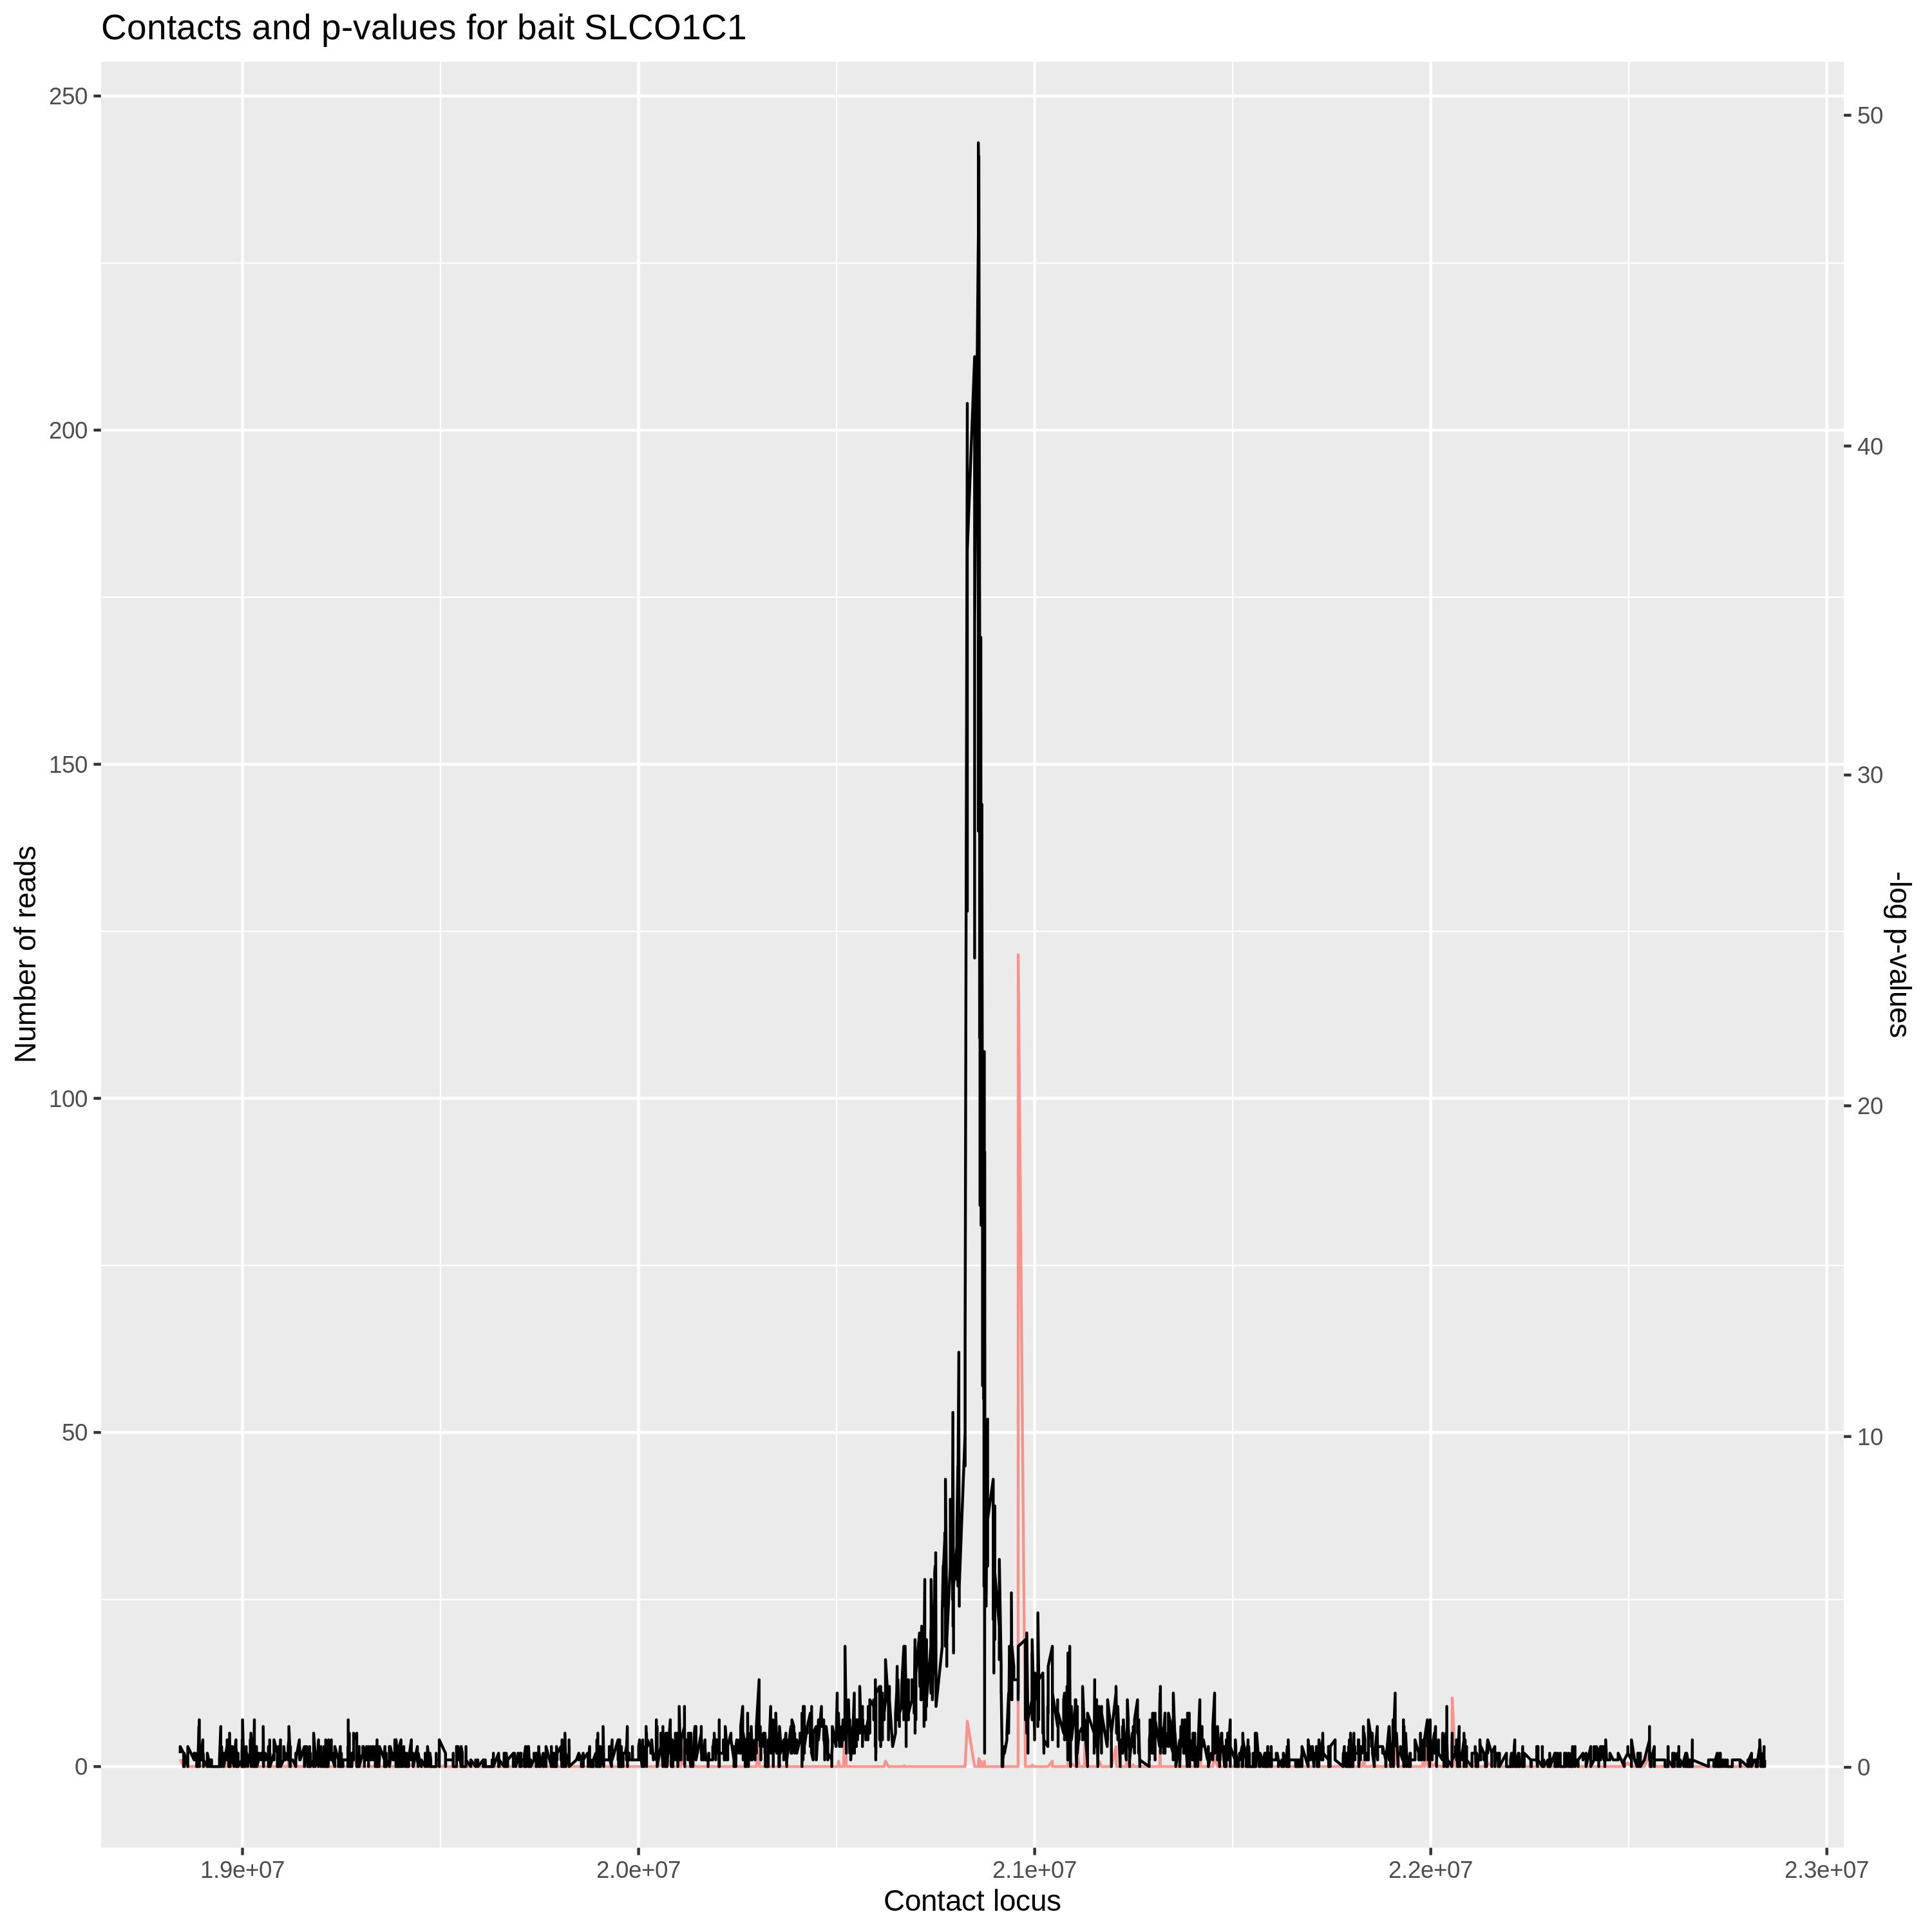 Contacts and p-values for bait SLCO1C1
250
200
150
100
50
0
50
40
30
20
10
0
Number of reads
-log p-values
1.9e+07 2.0e+07 2.1e+07 2.2e+07 2.3e+07
Contact locus